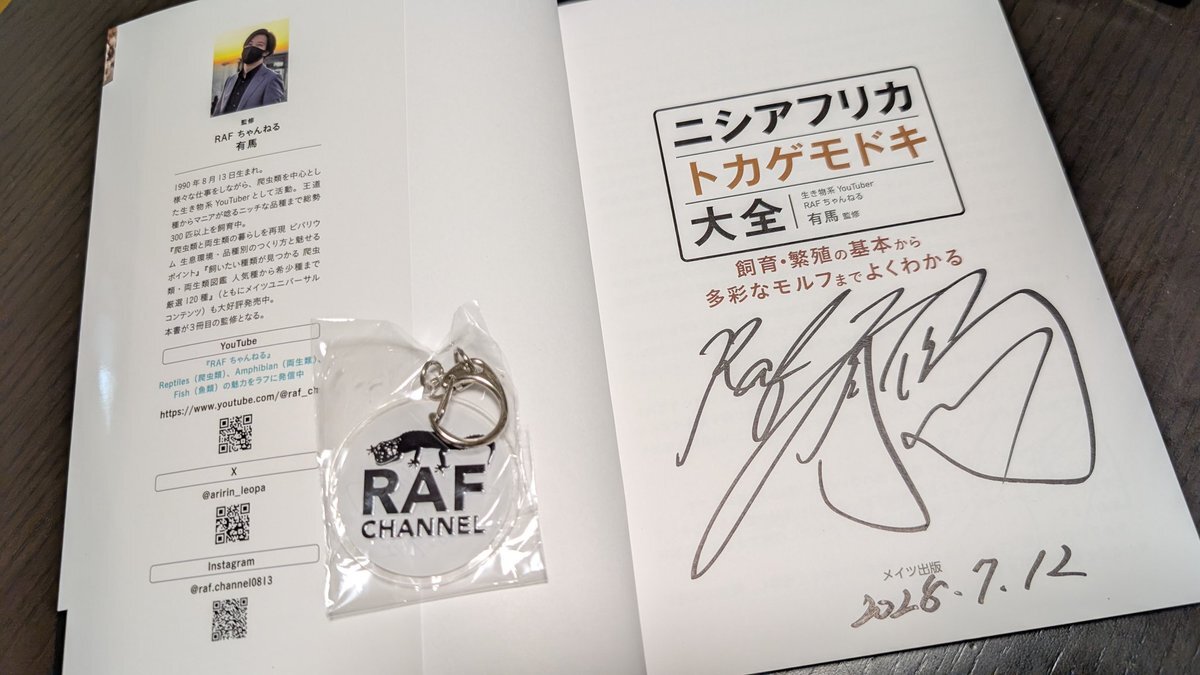 監修
RAF ちゃんねる
有馬
1990 年 8 月 13 日生まれ。
様々な仕事をしながら、爬虫類を中心とし
た生き物系 YouTuber として活動。王道
種からマニアが唸るニッチな品種まで総勢
300 匹以上を飼育中。
『爬虫類と両生類の暮らしを再現 ビバリウ
ム 生息環境・品種別のつくり方と魅せる
ポイント』『飼いたい種類が見つかる 爬虫
類・両生類図鑑 人気種から希少種まで
厳選 120 種』（ともにメイツユニバーサル
コンテンツ）も大好評発売中。
本書が 3 冊目の監修となる。
YouTube
『RAF ちゃんねる』
Reptiles（爬虫類）、Amphibian（両生類）、
Fish（魚類）の魅力をラフに発信中
https://www.youtube.com/@raf_ch
X
@aririn_leopa
Instagram
@raf.channel0813
RAF
CHANNEL
ニシアフリカ
トカゲモドキ
大全
生き物系 YouTuber
RAF ちゃんねる
有馬 監修
飼育・繁殖の基本から
多彩なモルフまでよくわかる
Raf
メイツ出版
7.12